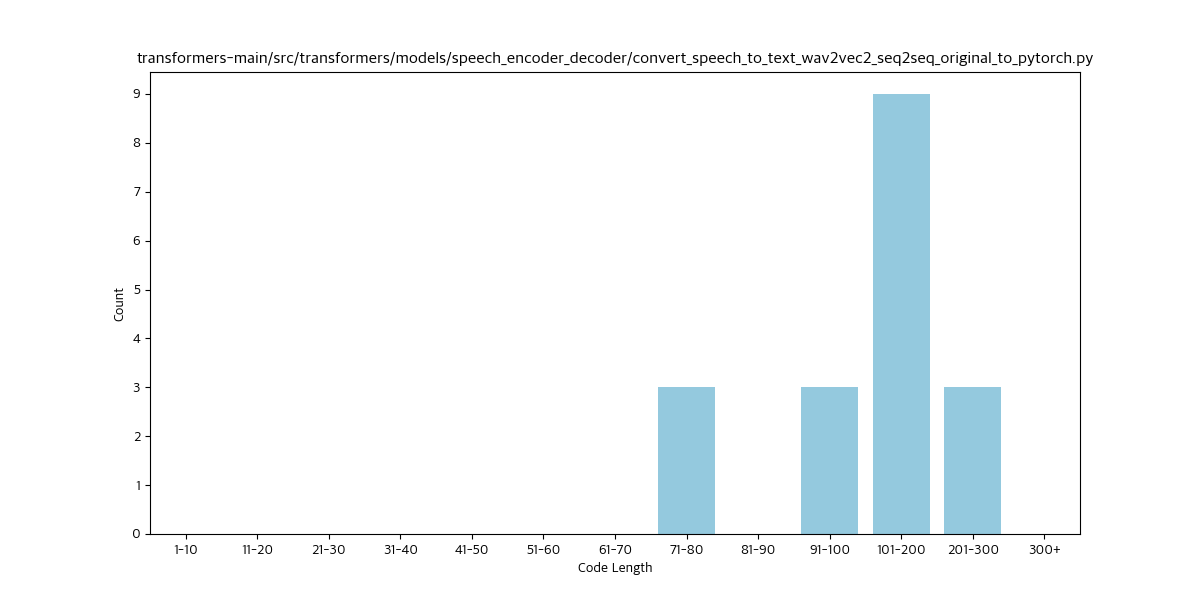 transformers-main/src/transformers/models/speech_encoder_decoder/convert_speech_to_text_wav2vec2_seq2seq_original_to_pytorch.py
9
8
7
6
5
4
3
2
1
0
Count
1-10 11-20 21-30 31-40 41-50 51-60 61-70 71-80 81-90 91-100 101-200 201-300 300+
Code Length